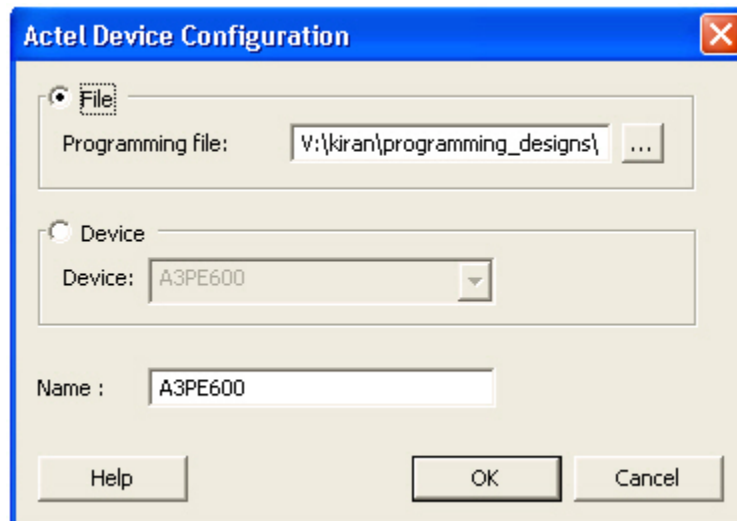 Actel Device Configuration
File
Programming file: V:\kiran\programming_designs\ ...
Device
Device: A3PE600
Name : A3PE600
Help OK Cancel